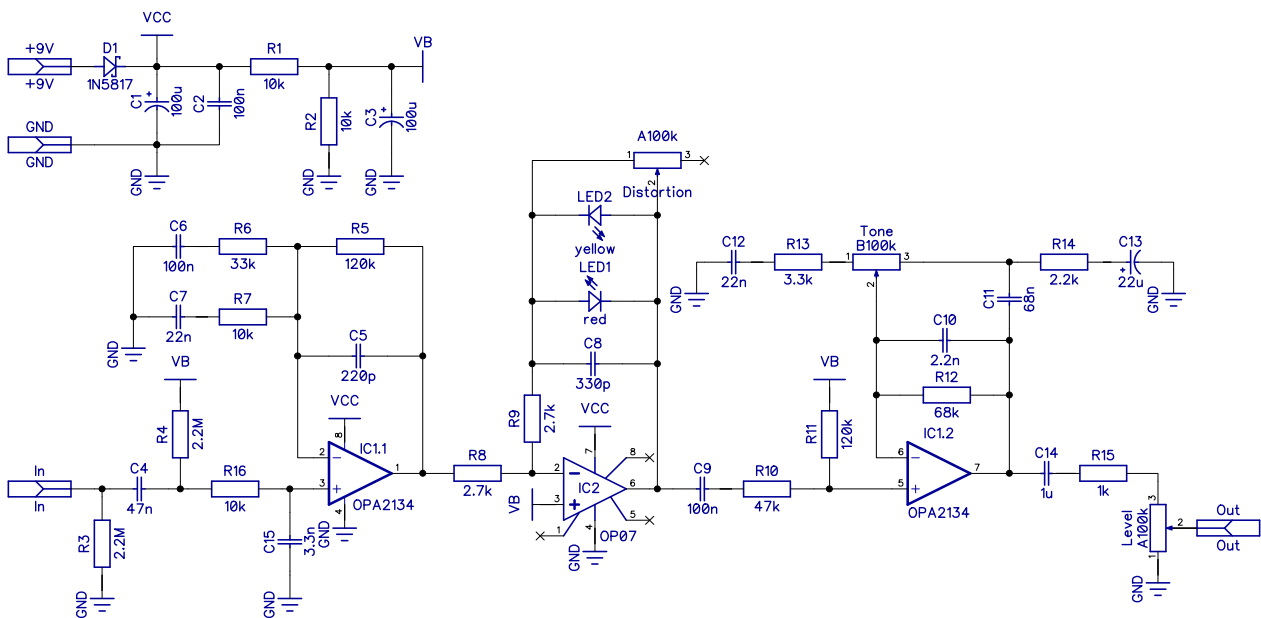 VCC
+9V
+9V
D1
1N5817
R1
10k
VB
C1
+
100u
C2
100n
R2
10k
C3
+
100u
GND
GND
GND
GND
GND
A100k
1
3
2
Distortion
LED2
yellow
LED1
red
C8
330p
C6
100n
R6
33k
R5
120k
C7
22n
R7
10k
GND
C5
220p
VB
R4
2.2M
VCC
8
IC1.1
2
3
1
4
OPA2134
GND
In
In
C4
47n
R16
10k
R3
2.2M
GND
C15
3.3n
GND
R8
2.7k
R9
2.7k
VCC
7
8
2
IC2
6
VB
3
1
4
5
OP07
GND
C9
100n
R10
47k
VB
R11
120k
C12
22n
R13
3.3k
Tone
B100k
1
3
2
GND
R14
2.2k
C13
+
22u
GND
C11
68n
C10
2.2n
R12
68k
IC1.2
6
5
7
OPA2134
C14
1u
R15
1k
Level
A100k
3
2
1
Out
Out
GND